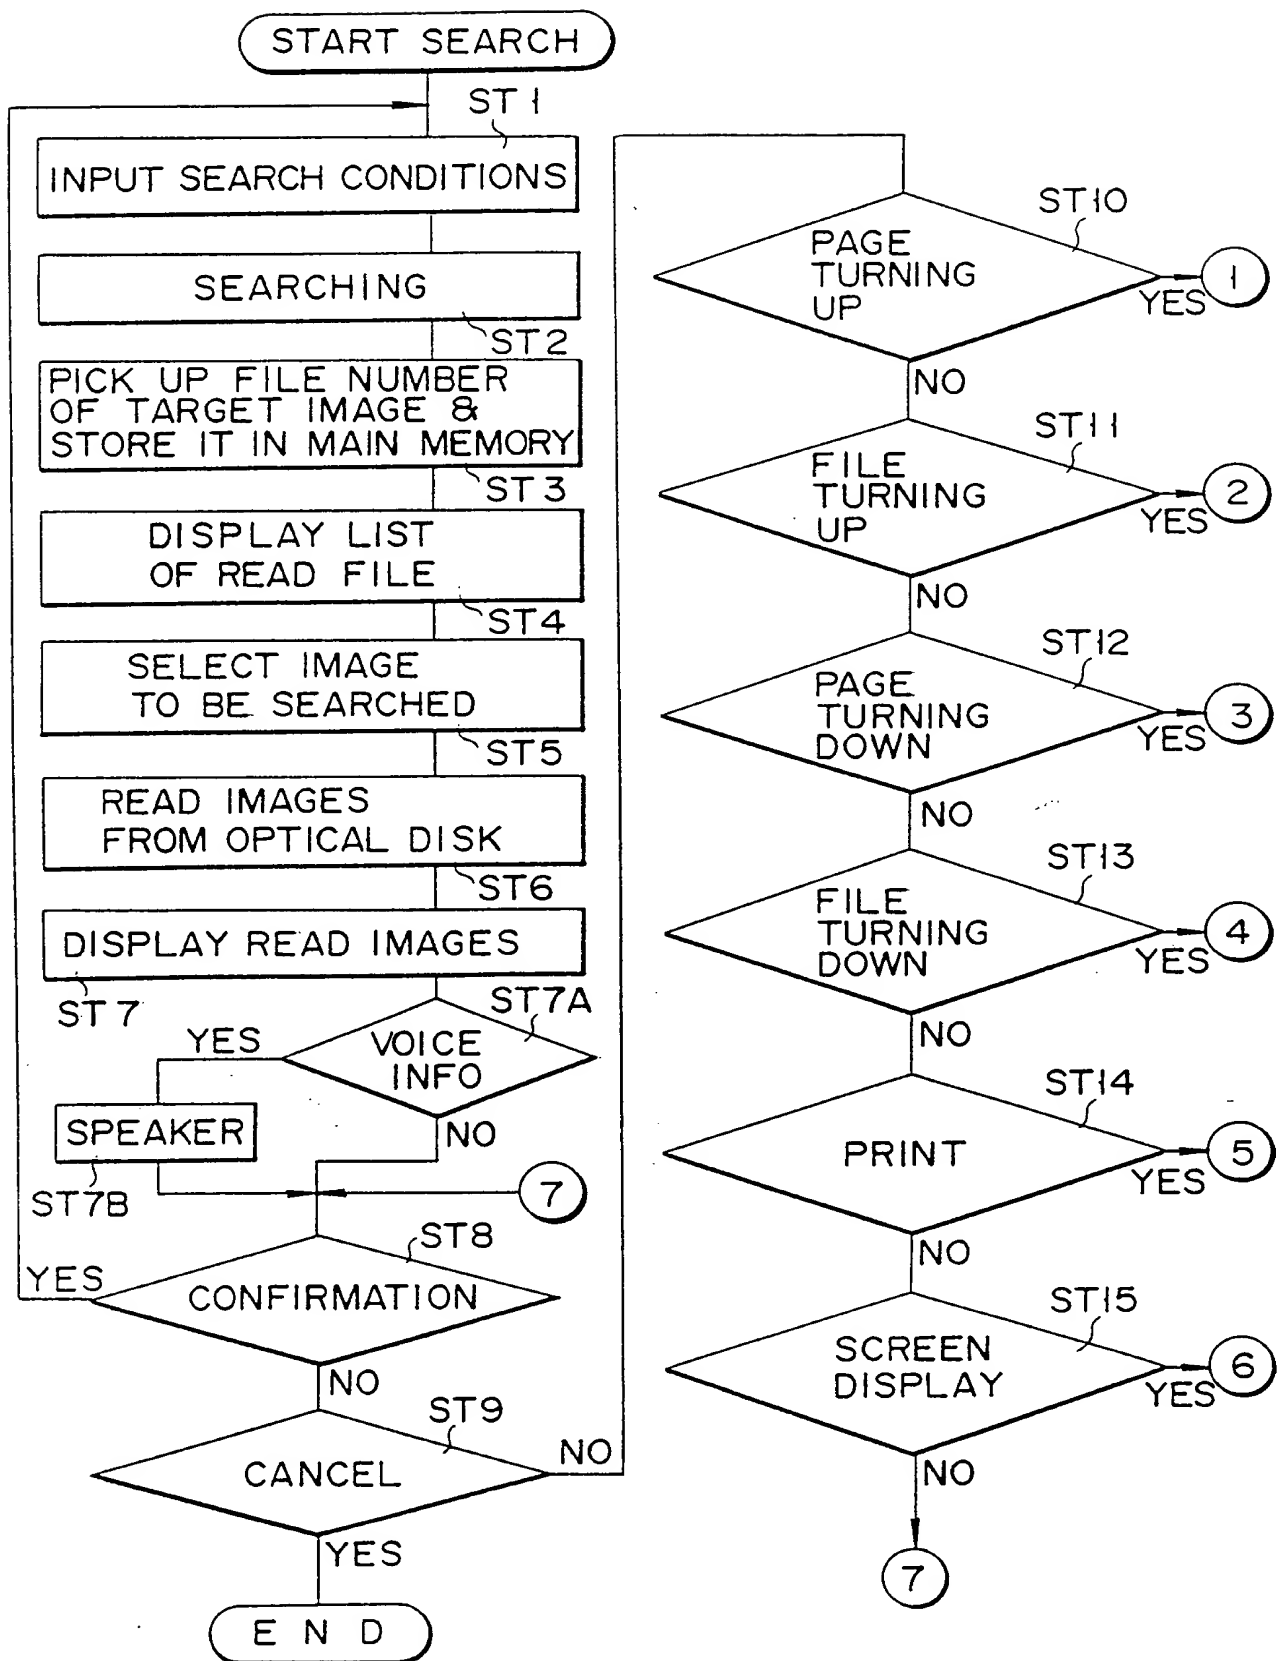 START SEARCH
ST1
INPUT SEARCH CONDITIONS
SEARCHING
ST2
PICK UP FILE NUMBER
OF TARGET IMAGE &
STORE IT IN MAIN MEMORY
ST3
DISPLAY LIST
OF READ FILE
ST4
SELECT IMAGE
TO BE SEARCHED
ST5
READ IMAGES
FROM OPTICAL DISK
ST6
DISPLAY READ IMAGES
ST7
ST7A
VOICE
INFO
YES
NO
SPEAKER
ST7B
7
ST8
CONFIRMATION
YES
NO
ST9
CANCEL
NO
YES
END
ST10
PAGE
TURNING
UP
YES
1
NO
ST11
FILE
TURNING
UP
YES
2
NO
ST12
PAGE
TURNING
DOWN
YES
3
NO
ST13
FILE
TURNING
DOWN
YES
4
NO
ST14
PRINT
YES
5
NO
ST15
SCREEN
DISPLAY
YES
6
NO
7